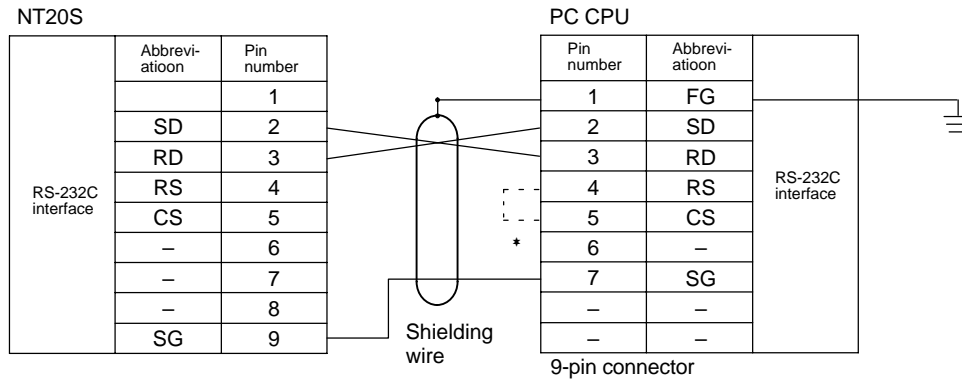 NT20S PC CPU
Abbrevi-
atioon Pin
number Pin
number Abbrevi-
atioon
1 1 FG
SD 2 2 SD
RD 3 3 RD
RS 4 4 RS
CS 5 5 CS
– 6 * 6 –
– 7 7 SG
– 8 – –
SG 9 – –
RS-232C
interface
RS-232C
interface
Shielding
wire
9-pin connector